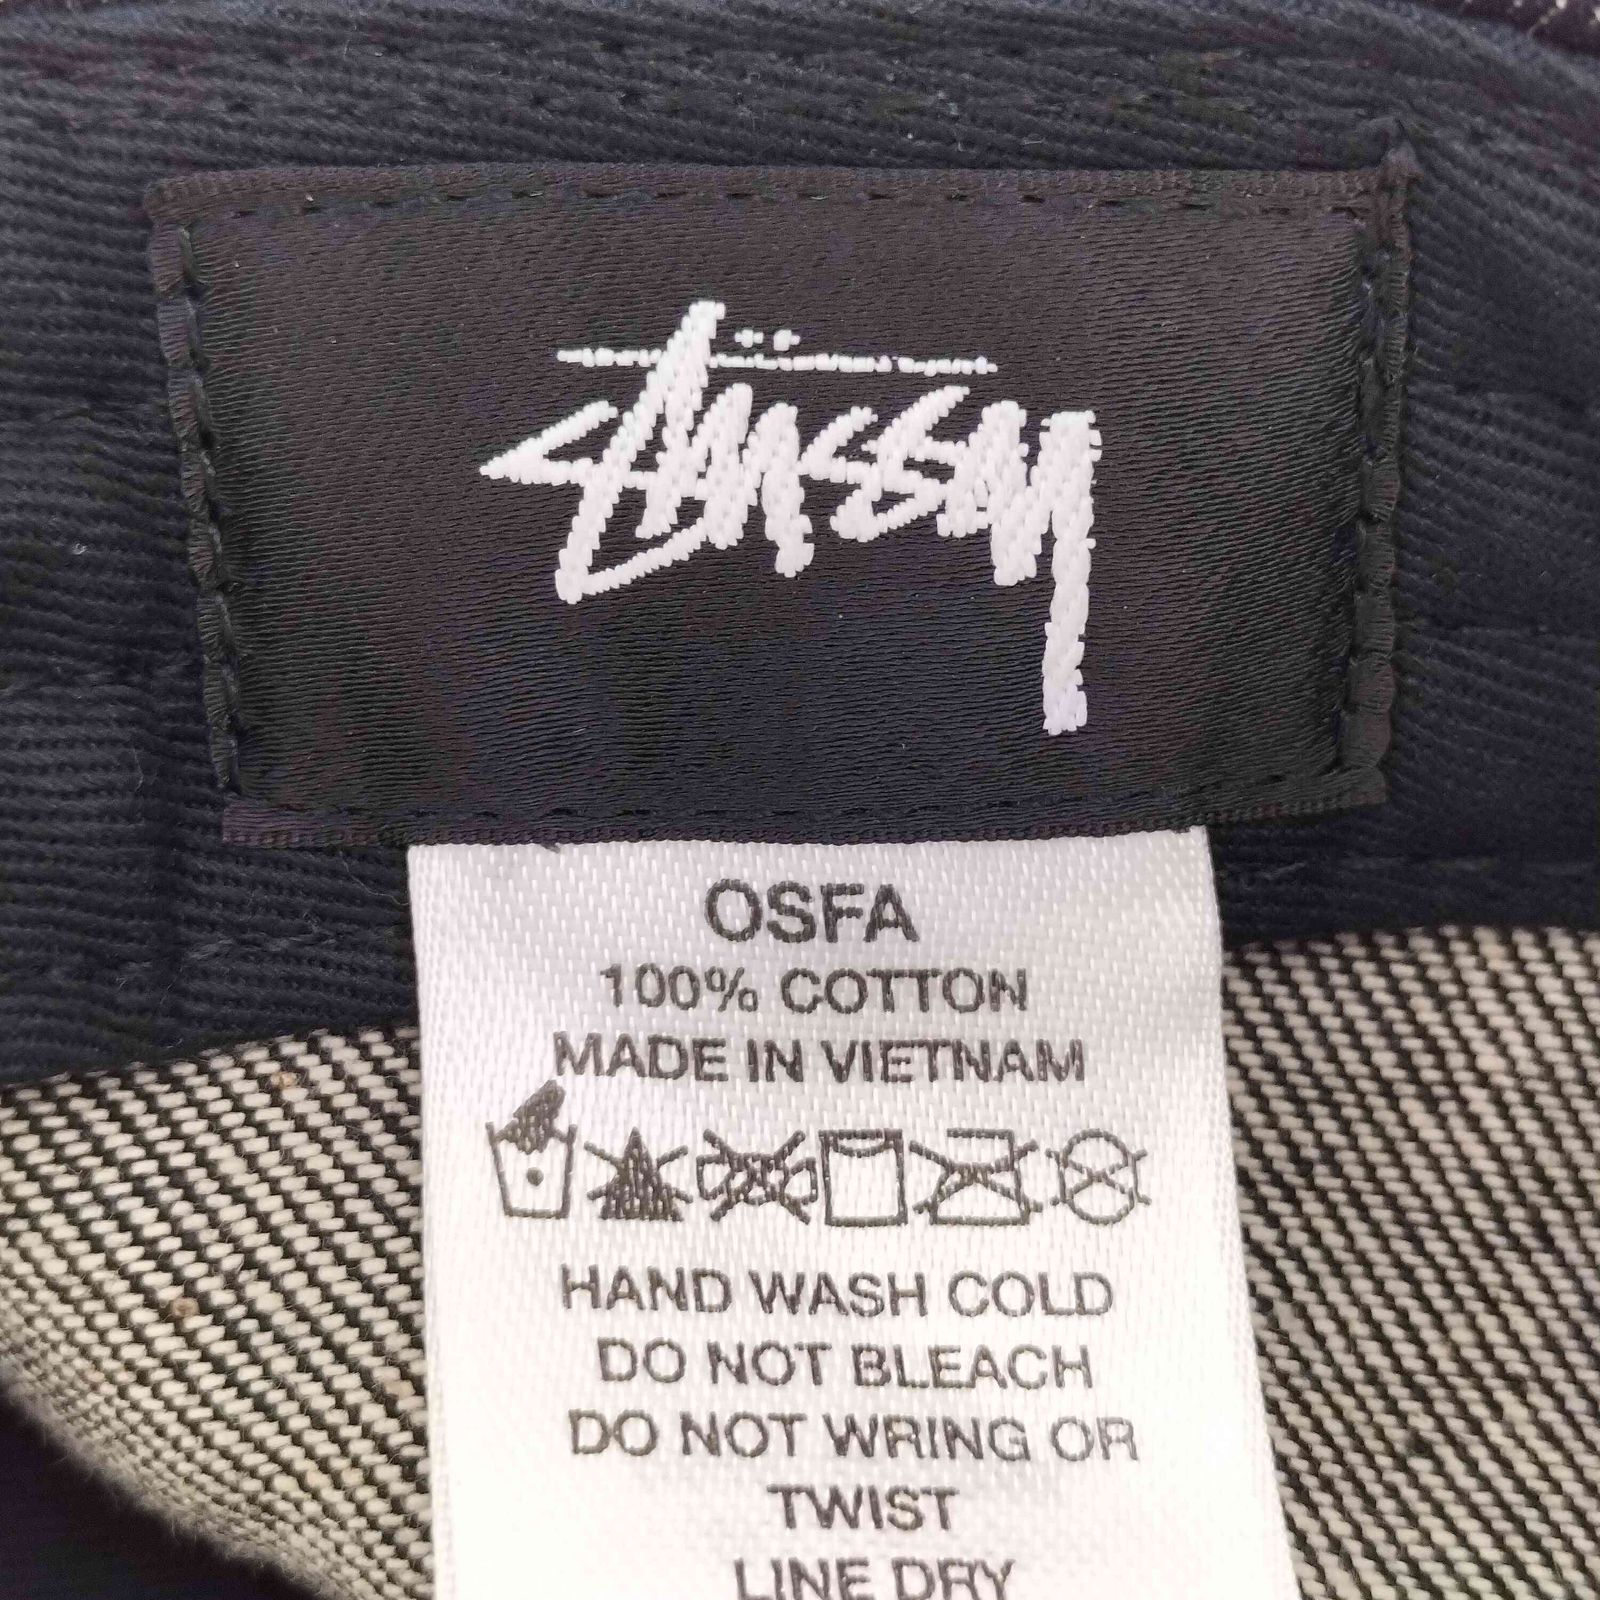 Stüssy
OSFA
100% COTTON
MADE IN VIETNAM
HAND WASH COLD
DO NOT BLEACH
DO NOT WRING OR
TWIST
LINE DRY